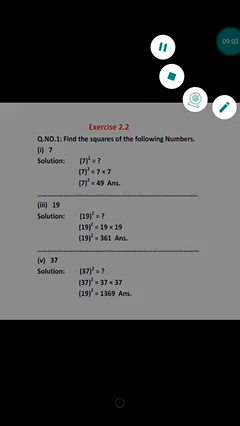 09:03
Exercise 2.2
Q.NO.1: Find the squares of the following Numbers.
(i) 7
Solution: (7)² = ?
(7)² = 7 × 7
(7)² = 49 Ans.
(iii) 19
Solution: (19)² = ?
(19)² = 19 × 19
(19)² = 361 Ans.
(v) 37
Solution: (37)² = ?
(37)² = 37 × 37
(19)² = 1369 Ans.